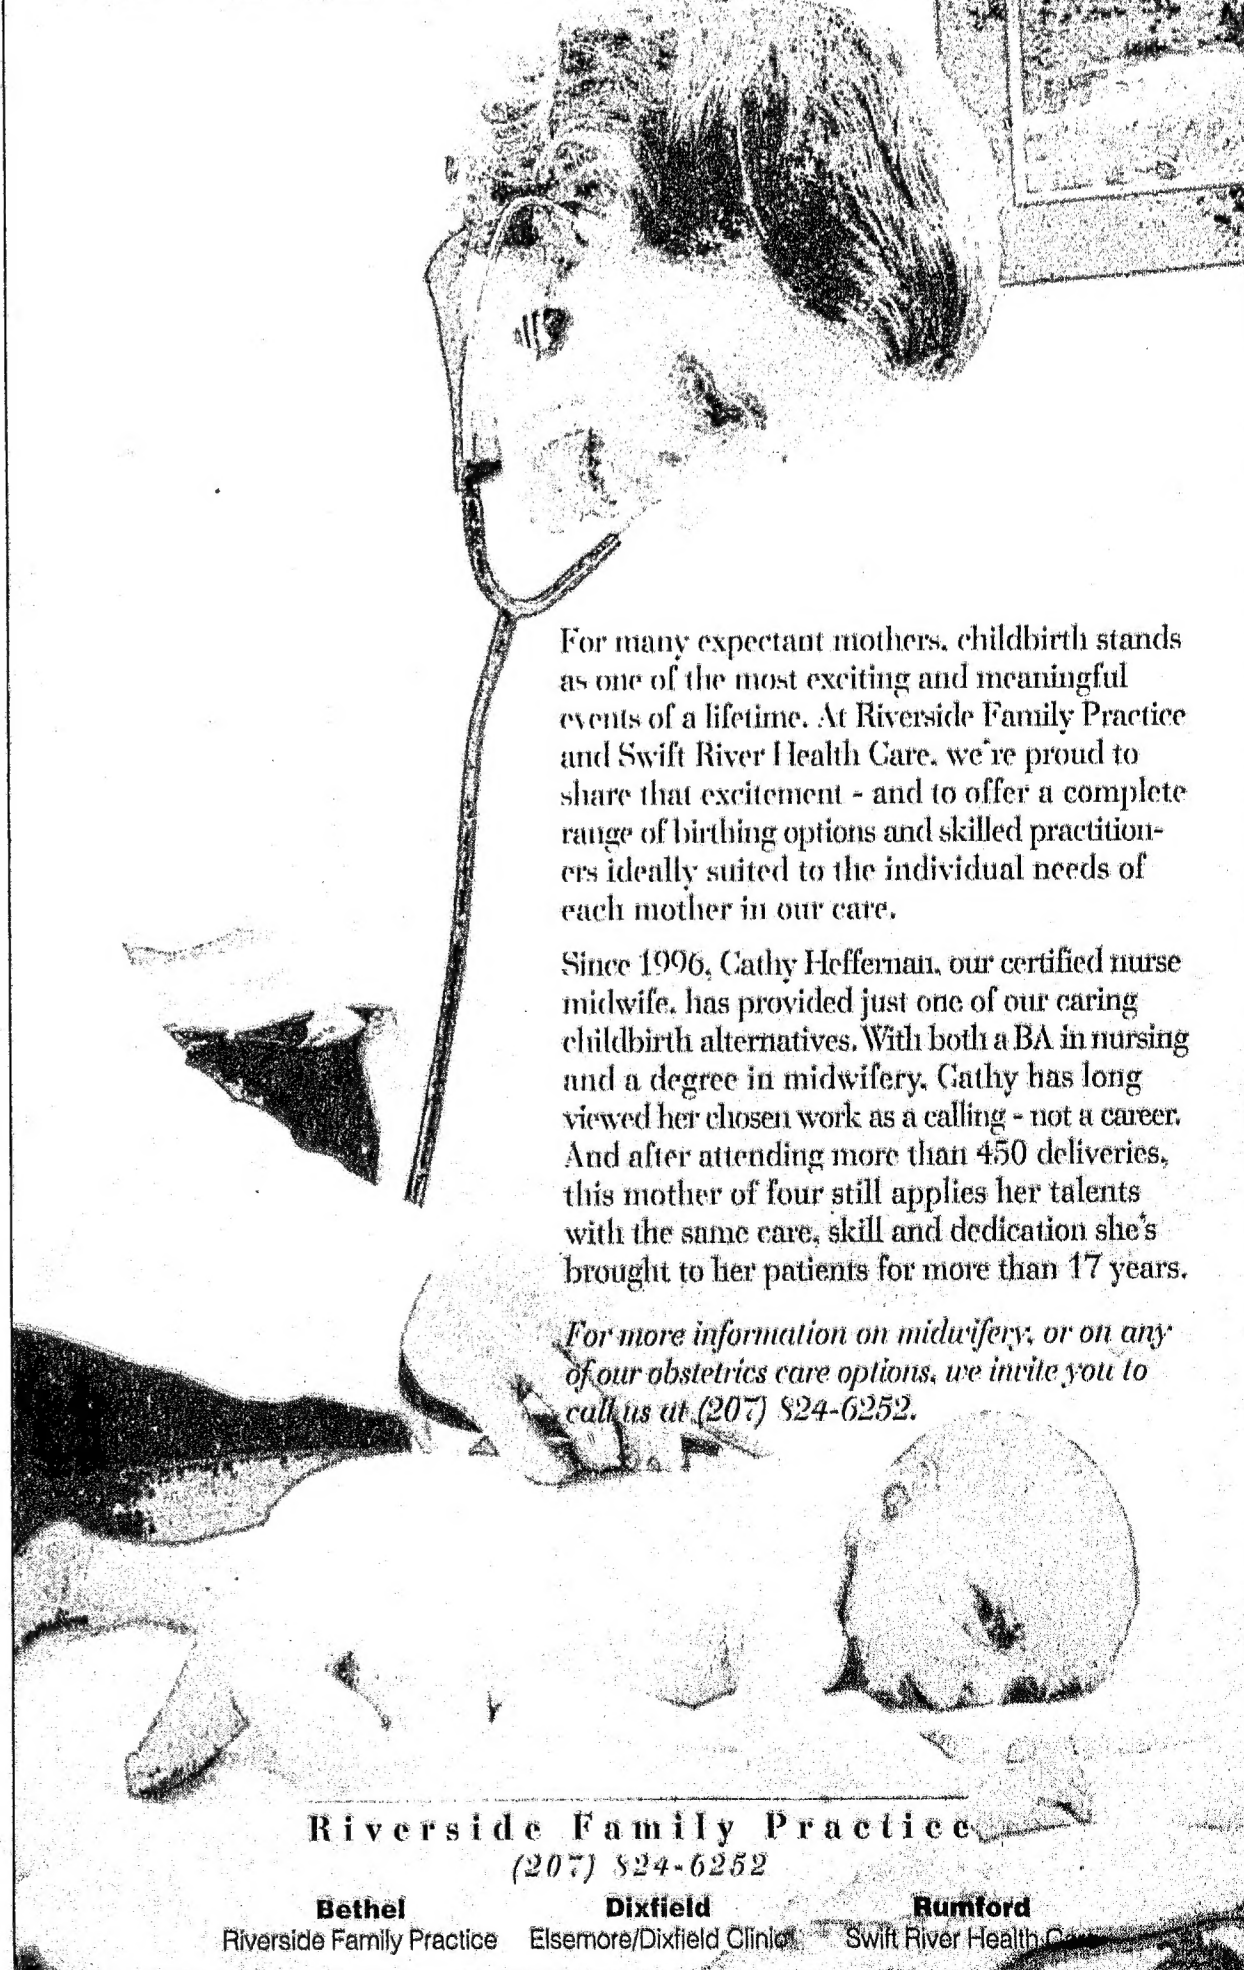 For many expectant mothers, childbirth stands
as one of the most exciting and meaningful
events of a lifetime. At Riverside Family Practice
and Swift River Health Care, we're proud to
share that excitement - and to offer a complete
range of birthing options and skilled practition-
ers ideally suited to the individual needs of
each mother in our care.
Since 1996, Cathy Heffernan, our certified nurse
midwife, has provided just one of our caring
childbirth alternatives. With both a BA in nursing
and a degree in midwifery, Cathy has long
viewed her chosen work as a calling - not a career.
And after attending more than 450 deliveries,
this mother of four still applies her talents
with the same care, skill and dedication she's
brought to her patients for more than 17 years.
For more information on midwifery, or on any
of our obstetrics care options, we invite you to
call us at (207) 824-6252.
Riverside Family Practice
(207) 824-6252
Bethel Dixfield Rumford
Riverside Family Practice Elsemore/Dixfield Clinic Swift River Health